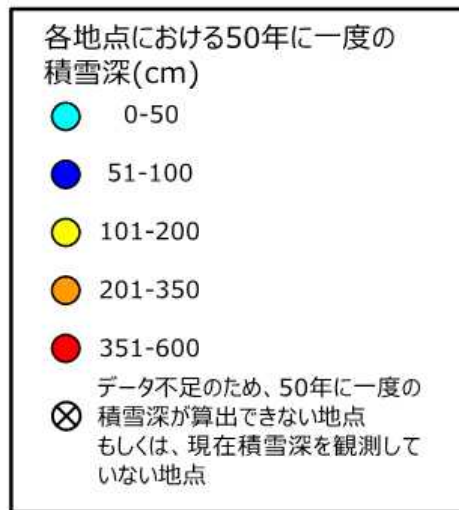 各地点における50年に一度の
積雪深(cm)
0-50
51-100
101-200
201-350
351-600
データ不足のため、50年に一度の
積雪深が算出できない地点
もしくは、現在積雪深を観測して
いない地点